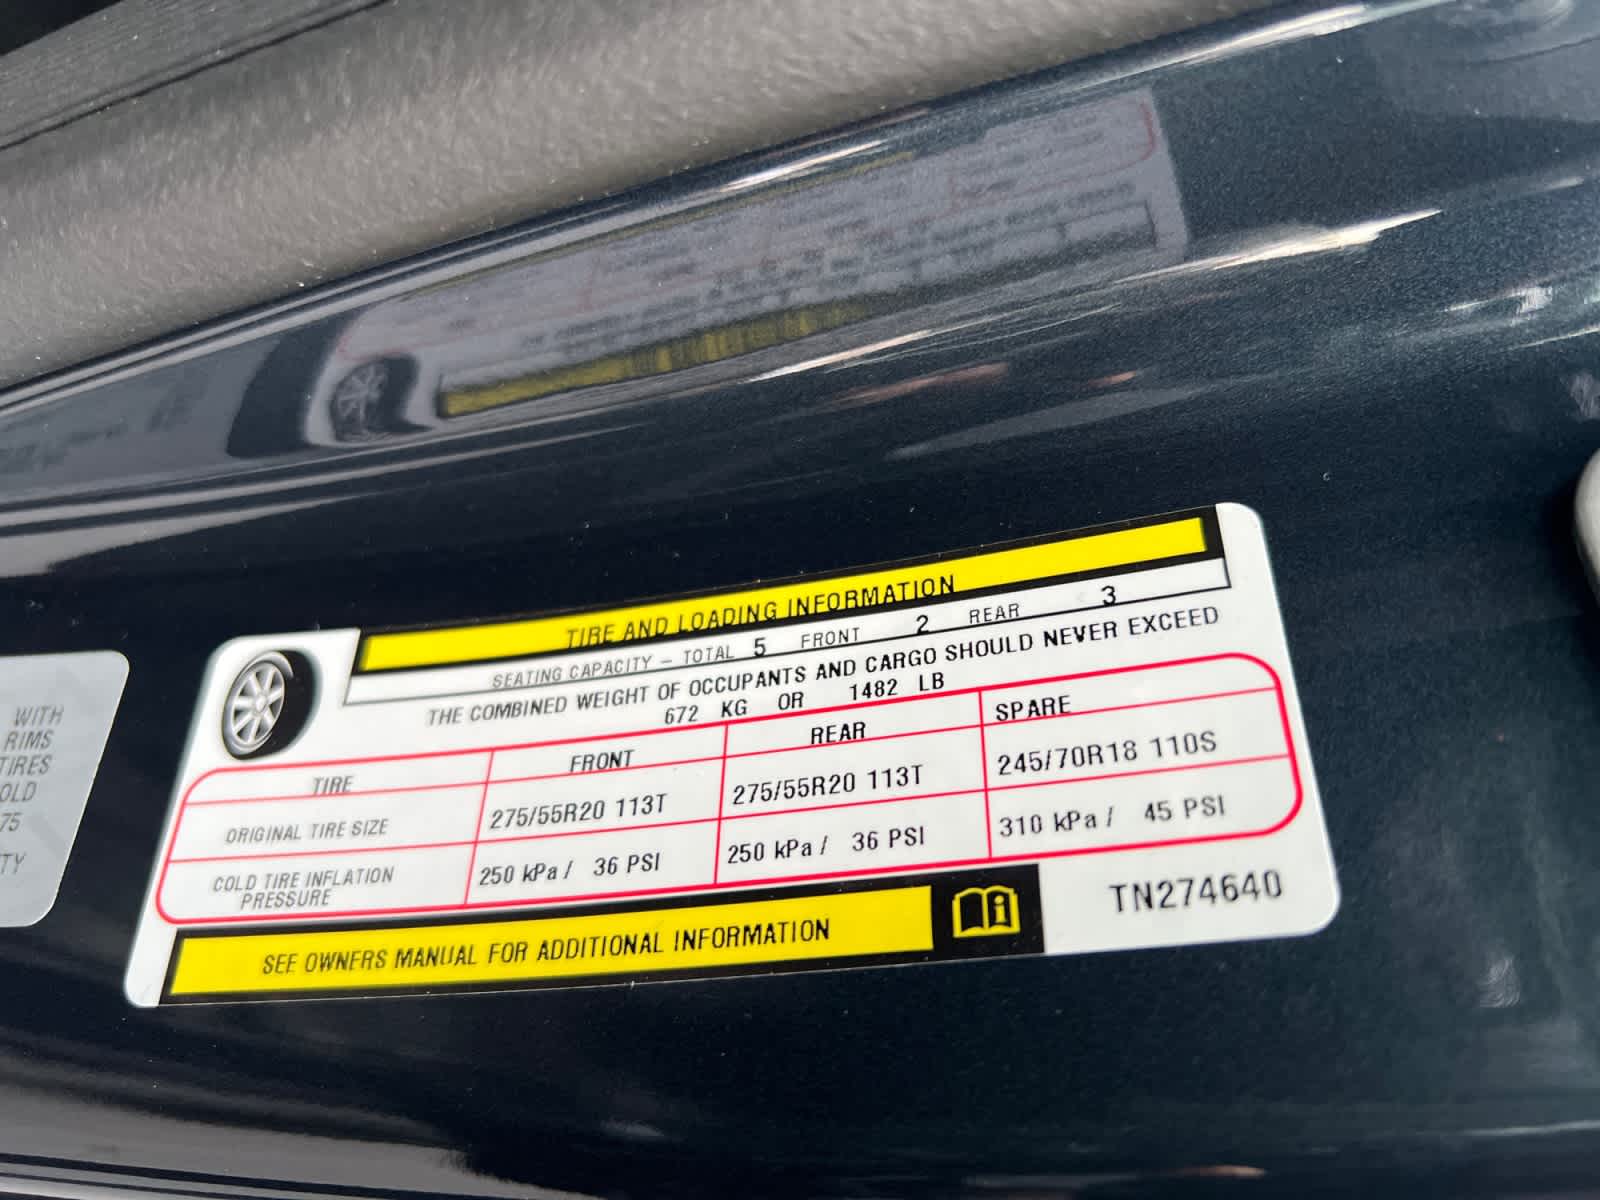 TIRE AND LOADING INFORMATION
SEATING CAPACITY – TOTAL 5 FRONT 2 REAR 3
THE COMBINED WEIGHT OF OCCUPANTS AND CARGO SHOULD NEVER EXCEED
672 KG OR 1482 LB
TIRE FRONT REAR SPARE
ORIGINAL TIRE SIZE 275/55R20 113T 275/55R20 113T 245/70R18 110S
COLD TIRE INFLATION
PRESSURE 250 kPa / 36 PSI 250 kPa / 36 PSI 310 kPa / 45 PSI
SEE OWNERS MANUAL FOR ADDITIONAL INFORMATION
TN274640
WITH
RIMS
TIRES
OLD
75
TY